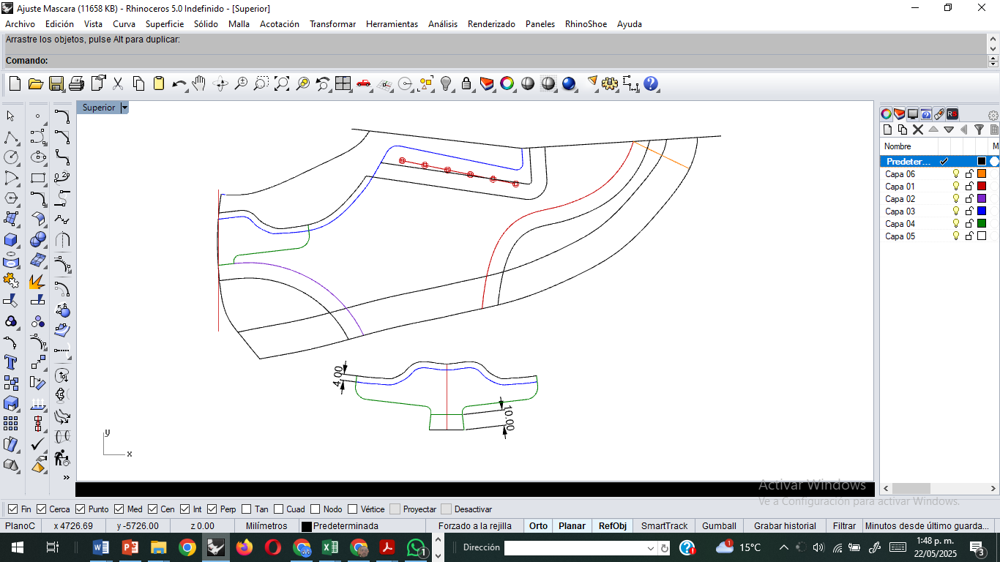 Ajuste Mascara (11658 KB) - Rhinoceros 5.0 Indefinido - [Superior]
Archivo Edición Vista Curva Superficie Sólido Malla Acotación Transformar Herramientas Análisis Renderizado Paneles RhinoShoe Ayuda
Arrastre los objetos, pulse Alt para duplicar:
Comando:
Superior
Nombre M
Predeter...
Capa 06
Capa 01
Capa 02
Capa 03
Capa 04
Capa 05
4.00
10.00
y
x
Activar Windows
Ve a Configuración para activar Windows.
Fin Cerca Punto Med Cen Int Perp Tan Cuad Nodo Vértice Proyectar Desactivar
PlanoC x 4726.69 y -5726.00 z 0.00 Milímetros Predeterminada Forzado a la rejilla Orto Planar RefObj SmartTrack Gumball Grabar historial Filtrar Minutos desde último guarda...
Dirección 15°C 1:48 p. m.
22/05/2025
1
3